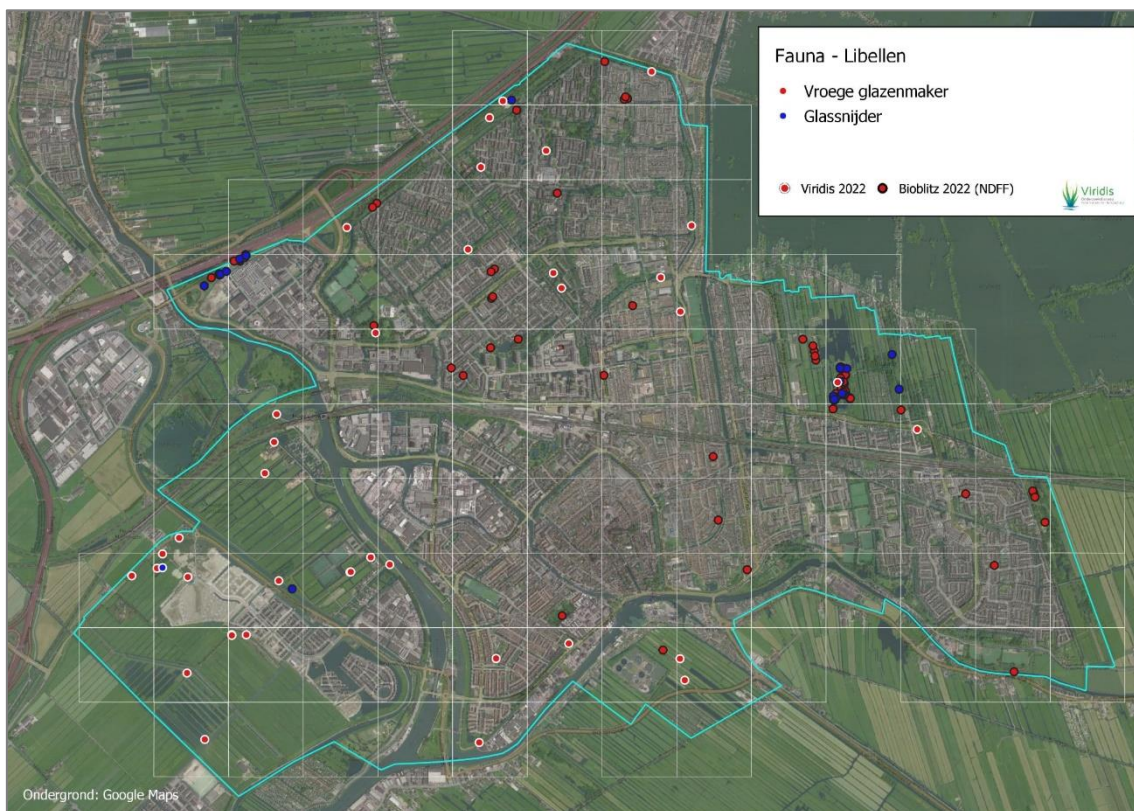 Fauna - Libellen
Vroege glazenmaker
Glassnijder
Viridis 2022
Bioblitz 2022 (NDFF)
Viridis
Ondergrond: Google Maps